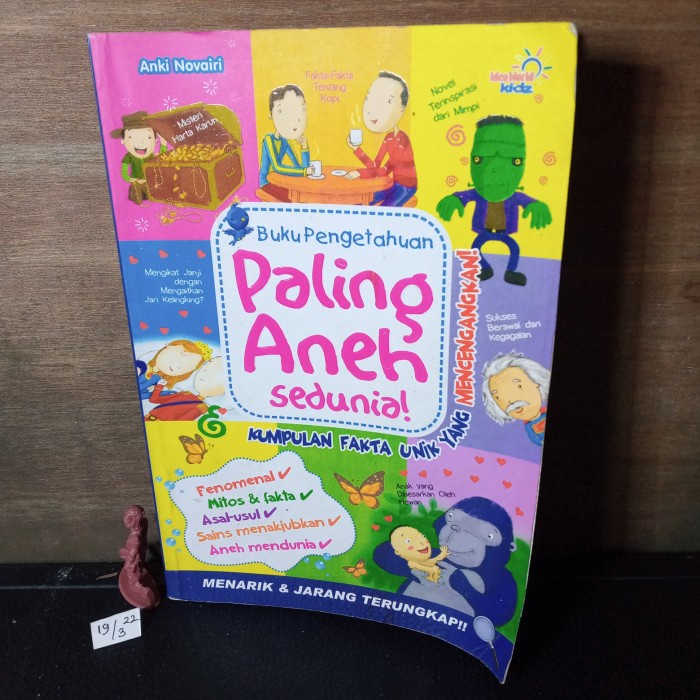 Anki Novairi
Idea World
kidz
Misteri
Harta Karun
Fakta-Fakta
Tentang
Kopi
Novel
Terinspirasi
dari Mimpi
Buku Pengetahuan
Paling
Aneh
sedunia!
Mengikat Janji
dengan
Mengaitkan
Jari Kelingking?
Sukses
Berawal dari
Kegagalan
KUMPULAN FAKTA UNIK YANG MENCENGANGKAN!
Fenomenal ✓
Mitos & fakta ✓
Asal-usul ✓
Sains menakjubkan ✓
Aneh mendunia ✓
Anak yang
Dibesarkan Oleh
Hewan
MENARIK & JARANG TERUNGKAP!!
19/3 22